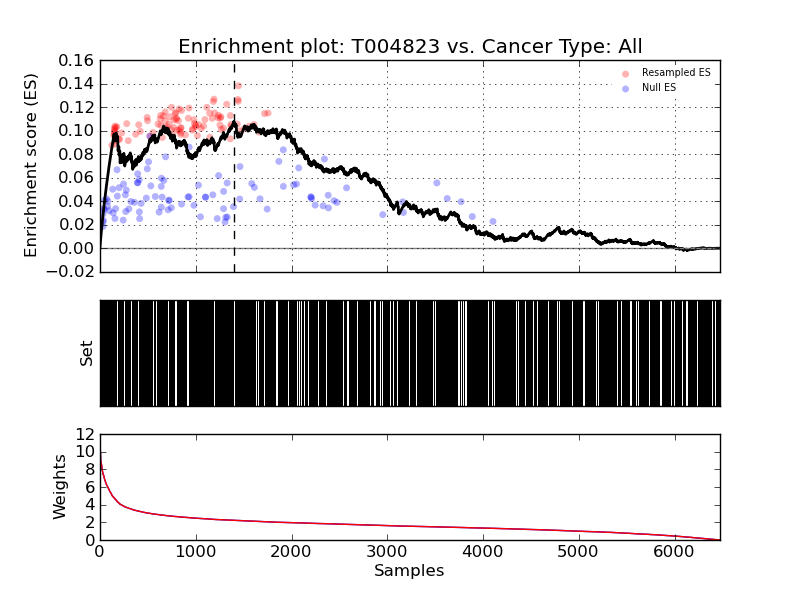 Enrichment plot: T004823 vs. Cancer Type: All
Enrichment score (ES)
0.16
0.14
0.12
0.10
0.08
0.06
0.04
0.02
0.00
−0.02
Resampled ES
Null ES
Set
Weights
12
10
8
6
4
2
0
0 1000 2000 3000 4000 5000 6000
Samples